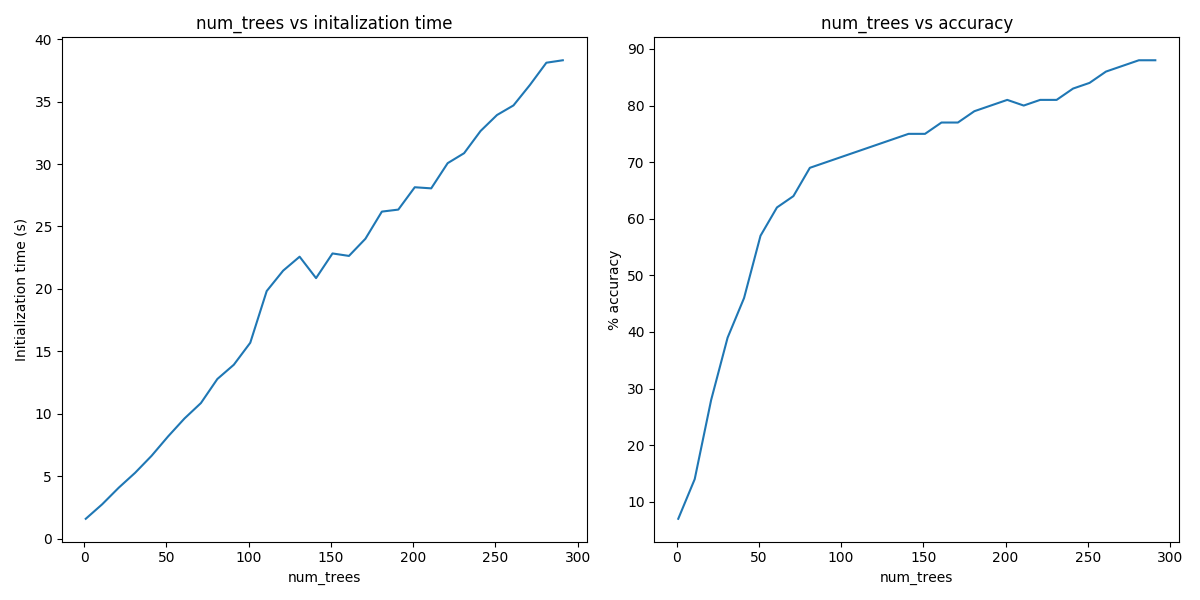 num_trees vs initalization time
Initialization time (s)
40
35
30
25
20
15
10
5
0
0 50 100 150 200 250 300
num_trees
num_trees vs accuracy
% accuracy
90
80
70
60
50
40
30
20
10
0 50 100 150 200 250 300
num_trees